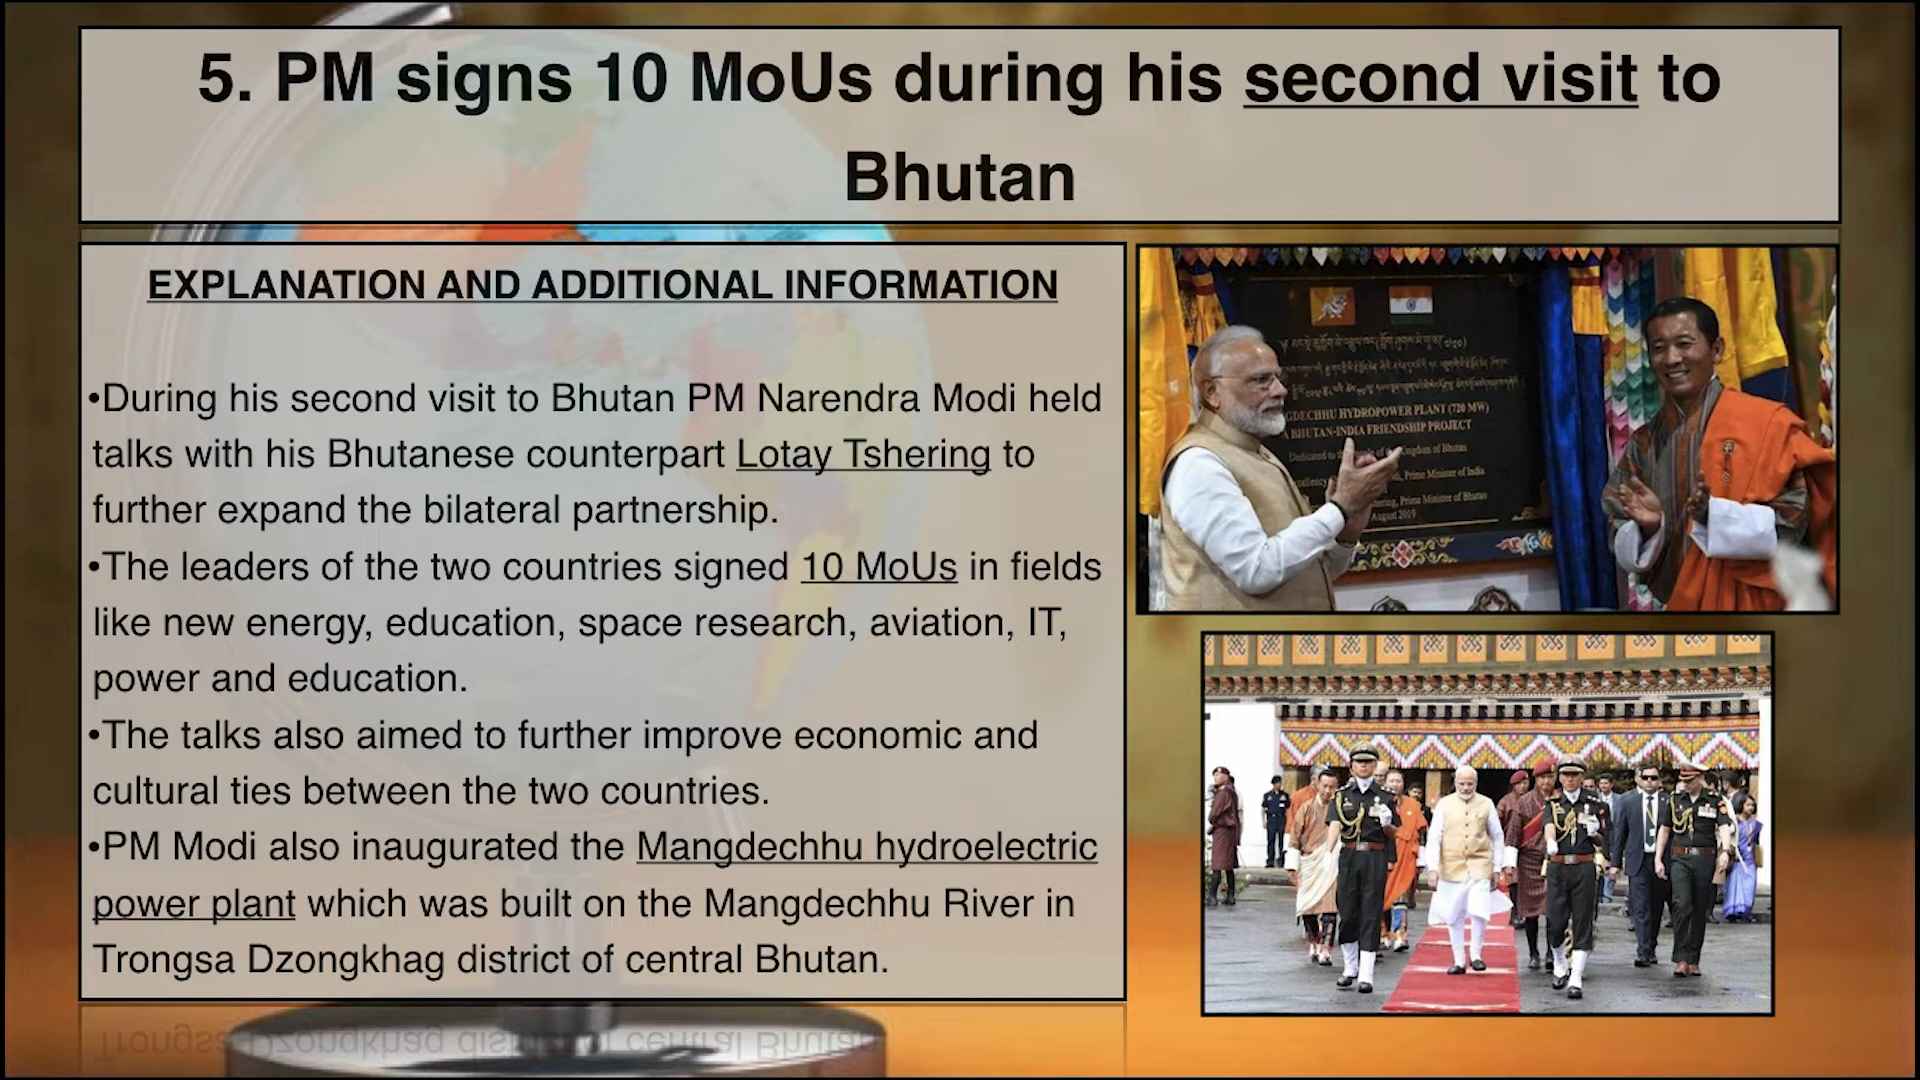 5. PM signs 10 MoUs during his second visit to
Bhutan
EXPLANATION AND ADDITIONAL INFORMATION
•During his second visit to Bhutan PM Narendra Modi held
talks with his Bhutanese counterpart Lotay Tshering to
further expand the bilateral partnership.
•The leaders of the two countries signed 10 MoUs in fields
like new energy, education, space research, aviation, IT,
power and education.
•The talks also aimed to further improve economic and
cultural ties between the two countries.
•PM Modi also inaugurated the Mangdechhu hydroelectric
power plant which was built on the Mangdechhu River in
Trongsa Dzongkhag district of central Bhutan.
HYDROPOWER PLANT (720 MW)
BHUTAN-INDIA FRIENDSHIP PROJECT
Dedicated to of Bhutan
Prime Minister of India
Prime Minister of Bhutan
August 2019